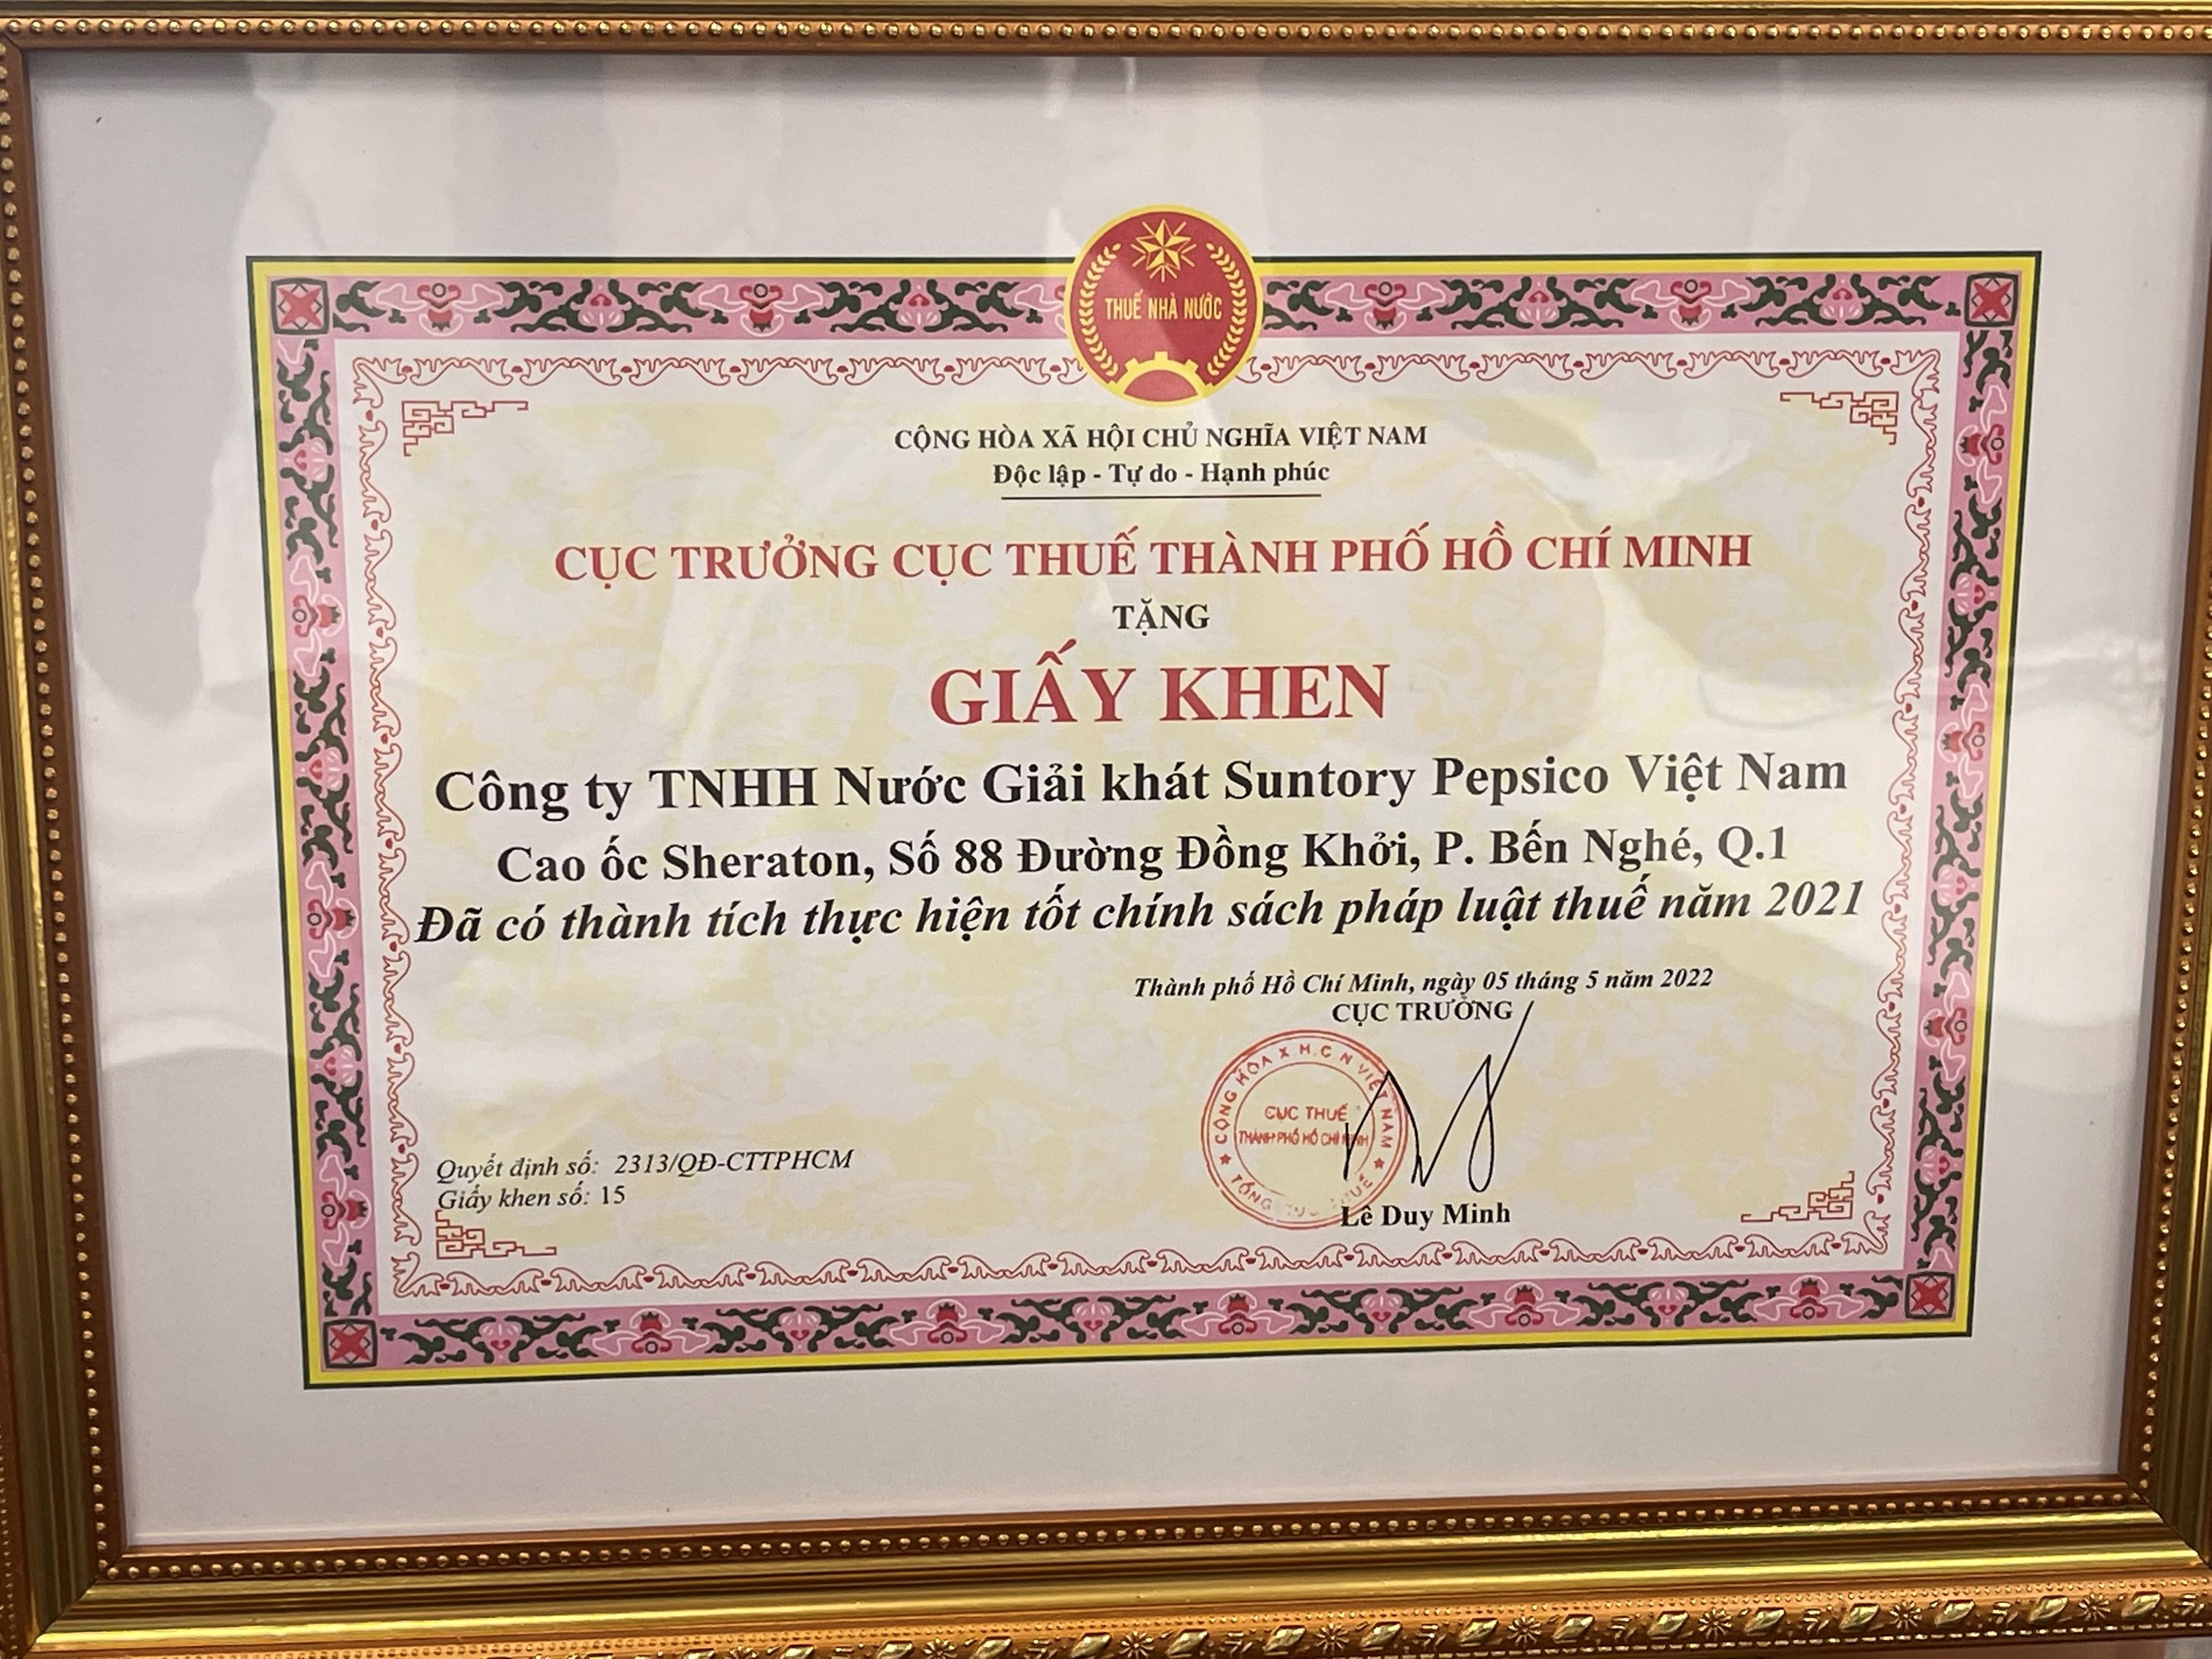 THUẾ NHÀ NƯỚC
CỘNG HÒA XÃ HỘI CHỦ NGHĨA VIỆT NAM
Độc lập - Tự do - Hạnh phúc
CỤC TRƯỞNG CỤC THUẾ THÀNH PHỐ HỒ CHÍ MINH
TẶNG
GIẤY KHEN
Công ty TNHH Nước Giải khát Suntory Pepsico Việt Nam
Cao ốc Sheraton, Số 88 Đường Đồng Khởi, P. Bến Nghé, Q.1
Đã có thành tích thực hiện tốt chính sách pháp luật thuế năm 2021
Thành phố Hồ Chí Minh, ngày 05 tháng 5 năm 2022
CỤC TRƯỞNG
CỘNG HÒA X.H.C.N VIỆT NAM
CỤC THUẾ
THÀNH PHỐ HỒ CHÍ MINH
TỔNG
Lê Duy Minh
Quyết định số: 2313/QĐ-CTTPHCM
Giấy khen số: 15